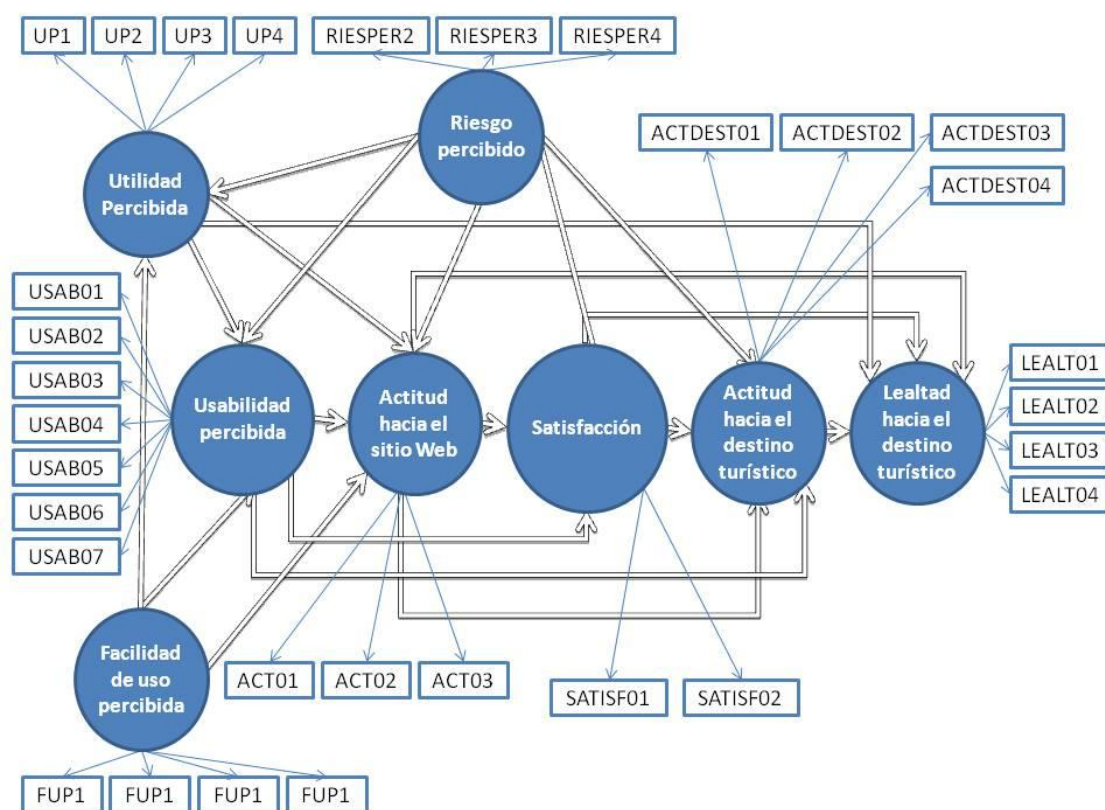 UP1 UP2 UP3 UP4 RIESPER2 RIESPER3 RIESPER4
Riesgo
percibido
ACTDEST01 ACTDEST02 ACTDEST03
ACTDEST04
Utilidad
Percibida
USAB01
USAB02
USAB03
USAB04
USAB05
USAB06
USAB07
Usabilidad
percibida
Actitud
hacia el
sitio Web
Satisfacción
Actitud
hacia el
destino
turístico
Lealtad
hacia el
destino
turístico
LEALT01
LEALT02
LEALT03
LEALT04
Facilidad
de uso
percibida
ACT01 ACT02 ACT03
SATISF01 SATISF02
FUP1 FUP1 FUP1 FUP1